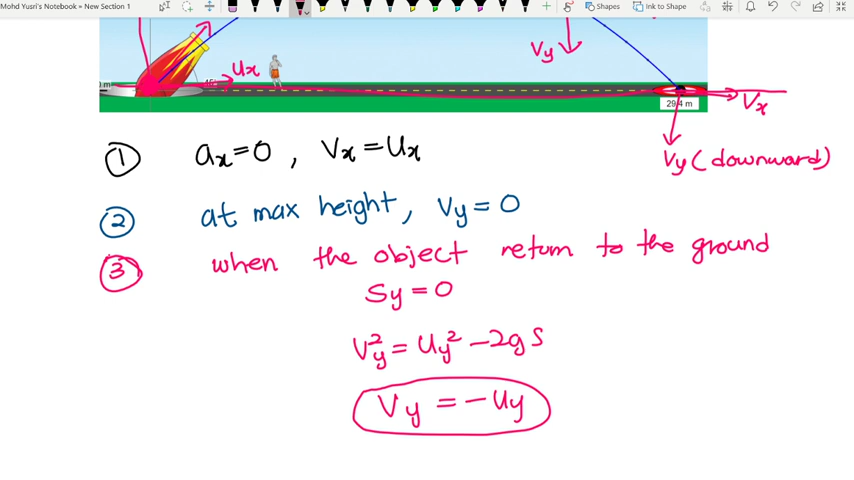 Mohd Yusri's Notebook » New Section 1
Shapes
Ink to Shape
ux
Vy
29.4 m
Vx
Vy (downward)
① ax = 0 , Vx = Ux
② at max height, Vy = 0
③ when the object return to the ground
Sy = 0
Vy² = Uy² - 2gS
Vy = - Uy